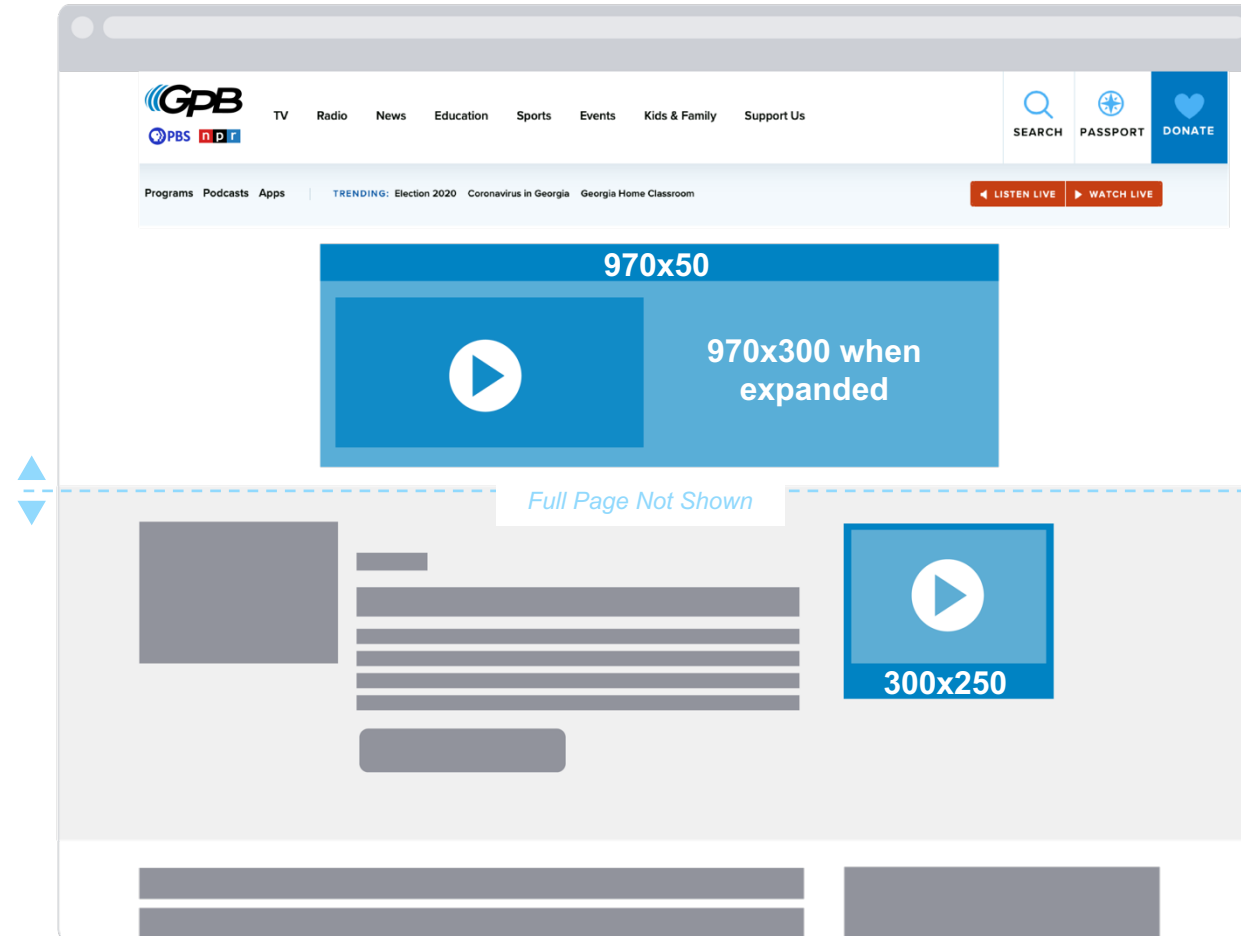 GPB
PBS npr
TV Radio News Education Sports Events Kids & Family Support Us
SEARCH PASSPORT DONATE
Programs Podcasts Apps TRENDING: Election 2020 Coronavirus in Georgia Georgia Home Classroom
LISTEN LIVE WATCH LIVE
970x50
970x300 when
expanded
Full Page Not Shown
300x250